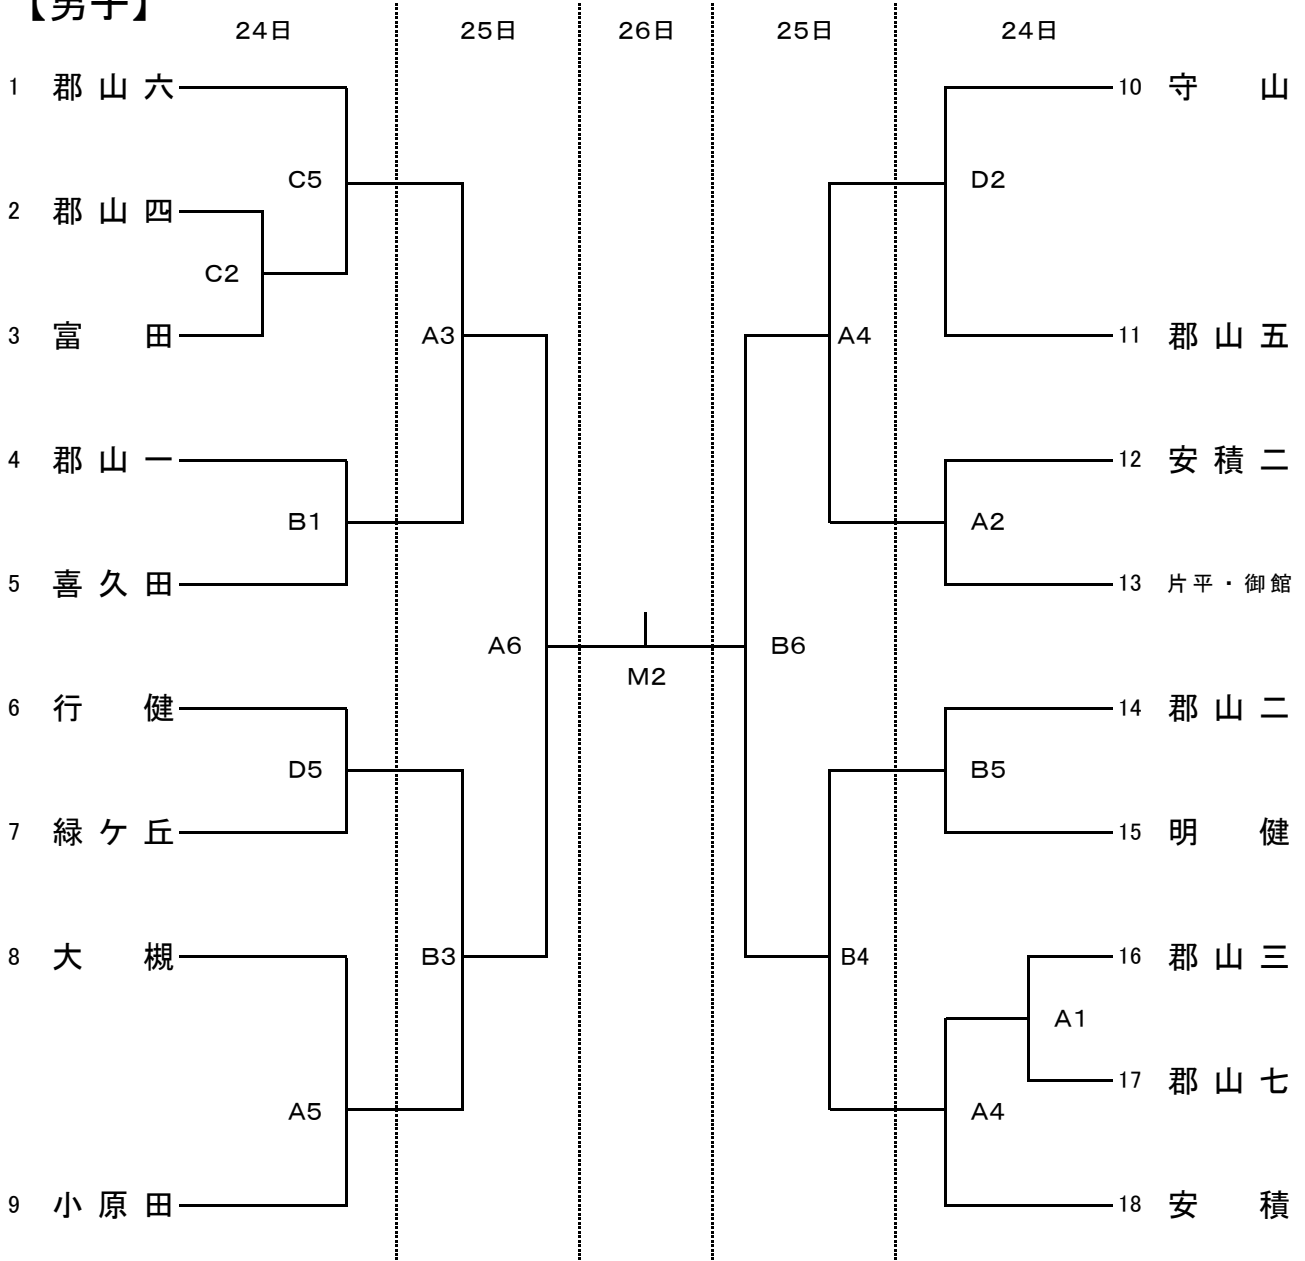 【男子】
24日 25日 26日 25日 24日
1 郡山六
10 守山
C5
D2
2 郡山四
C2
3 富田
A3
A4
11 郡山五
4 郡山一
12 安積二
B1
A2
5 喜久田
13 片平・御館
A6
B6
M2
6 行健
14 郡山二
D5
B5
7 緑ケ丘
15 明健
8 大槻
B3
B4
16 郡山三
A1
17 郡山七
A5
A4
9 小原田
18 安積